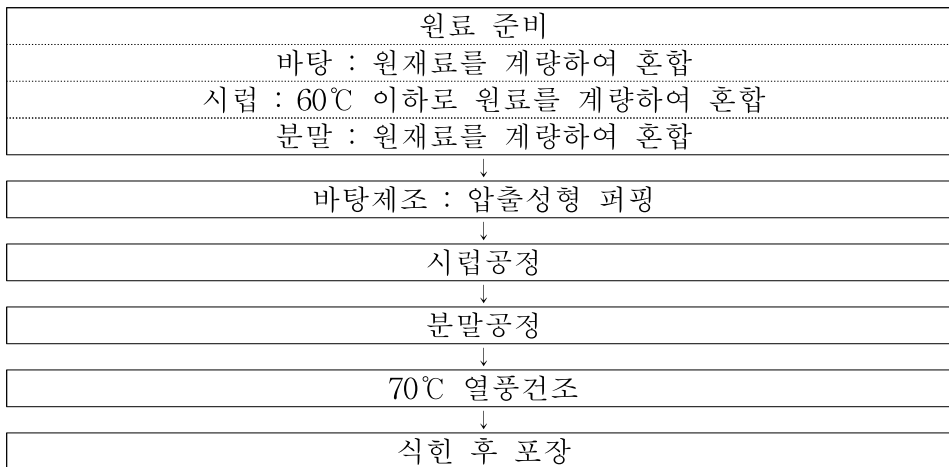 원료 준비
바탕 : 원재료를 계량하여 혼합
시럽 : 60℃ 이하로 원료를 계량하여 혼합
분말 : 원재료를 계량하여 혼합
↓
바탕제조 : 압출성형 퍼핑
↓
시럽공정
↓
분말공정
↓
70℃ 열풍건조
↓
식힌 후 포장